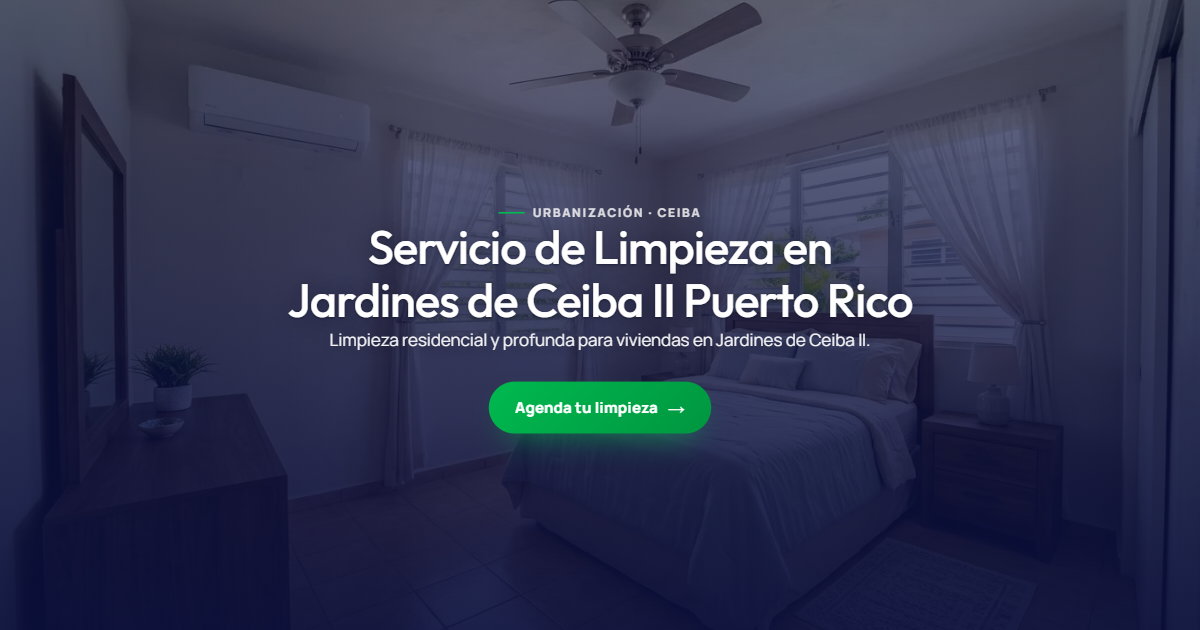 URBANIZACIÓN · CEIBA
Servicio de Limpieza en
Jardines de Ceiba II Puerto Rico
Limpieza residencial y profunda para viviendas en Jardines de Ceiba II.
Agenda tu limpieza →